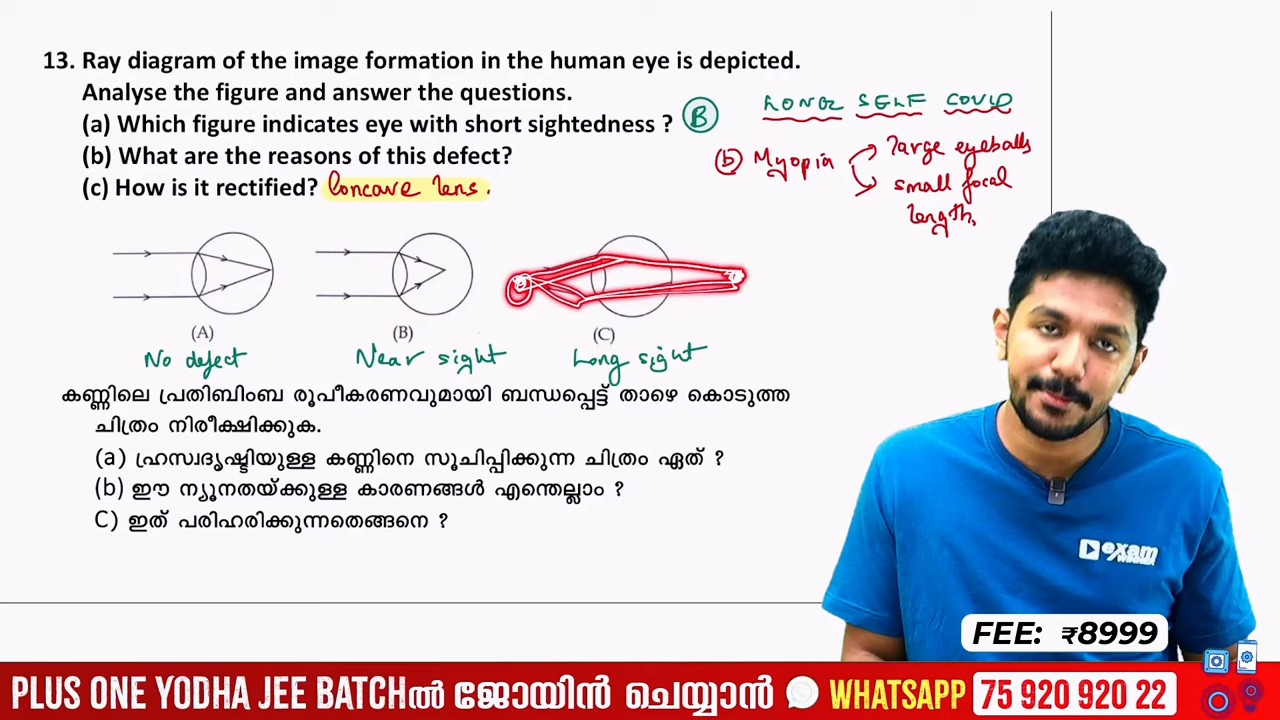 13. Ray diagram of the image formation in the human eye is depicted.
Analyse the figure and answer the questions.
(a) Which figure indicates eye with short sightedness ? B
(b) What are the reasons of this defect?
(c) How is it rectified? Concave lens.
LONG SELF COVID
(b) Myopia
large eyeballs
small focal
length
(A)
(B)
(C)
No defect
Near sight
Long sight
കണ്ണിലെ പ്രതിബിംബ രൂപീകരണവുമായി ബന്ധപ്പെട്ട് താഴെ കൊടുത്ത
ചിത്രം നിരീക്ഷിക്കുക.
(a) ഹ്രസ്വദൃഷ്ടിയുള്ള കണ്ണിനെ സൂചിപ്പിക്കുന്ന ചിത്രം ഏത് ?
(b) ഈ ന്യൂനതയ്ക്കുള്ള കാരണങ്ങൾ എന്തെല്ലാം ?
C) ഇത് പരിഹരിക്കുന്നതെങ്ങനെ ?
exam
WINNER
FEE: ₹8999
PLUS ONE YODHA JEE BATCHൽ ജോയിൻ ചെയ്യാൻ WHATSAPP 75 920 920 22